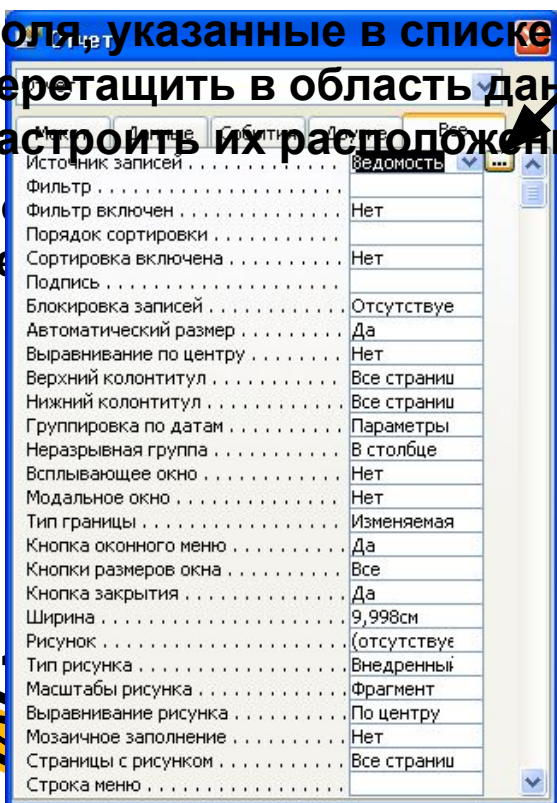 оля, указанные в списке
Отчет
еретащить в область дан
Все
астроить их расположени
Источник записей . . . . . . . . . . . . . Ведомость ...
Фильтр . . . . . . . . . . . . . . . . . . . . .
Фильтр включен . . . . . . . . . . . . . . Нет
Порядок сортировки . . . . . . . . . . .
Сортировка включена . . . . . . . . . . Нет
Подпись . . . . . . . . . . . . . . . . . . . .
Блокировка записей . . . . . . . . . . . Отсутствуе
Автоматический размер . . . . . . . . . Да
Выравнивание по центру . . . . . . . . Нет
Верхний колонтитул . . . . . . . . . . . . Все страниц
Нижний колонтитул . . . . . . . . . . . . Все страниц
Группировка по датам . . . . . . . . . . Параметры
Неразрывная группа . . . . . . . . . . . В столбце
Всплывающее окно . . . . . . . . . . . . Нет
Модальное окно . . . . . . . . . . . . . . Нет
Тип границы . . . . . . . . . . . . . . . . . Изменяемая
Кнопка оконного меню . . . . . . . . . . Да
Кнопки размеров окна . . . . . . . . . . Все
Кнопка закрытия . . . . . . . . . . . . . . Да
Ширина . . . . . . . . . . . . . . . . . . . . 9,998см
Рисунок . . . . . . . . . . . . . . . . . . . . (отсутствуе
Тип рисунка . . . . . . . . . . . . . . . . . Внедренный
Масштабы рисунка . . . . . . . . . . . . . Фрагмент
Выравнивание рисунка . . . . . . . . . . По центру
Мозаичное заполнение . . . . . . . . . . Нет
Страницы с рисунком . . . . . . . . . . . Все страниц
Строка меню . . . . . . . . . . . . . . . . .